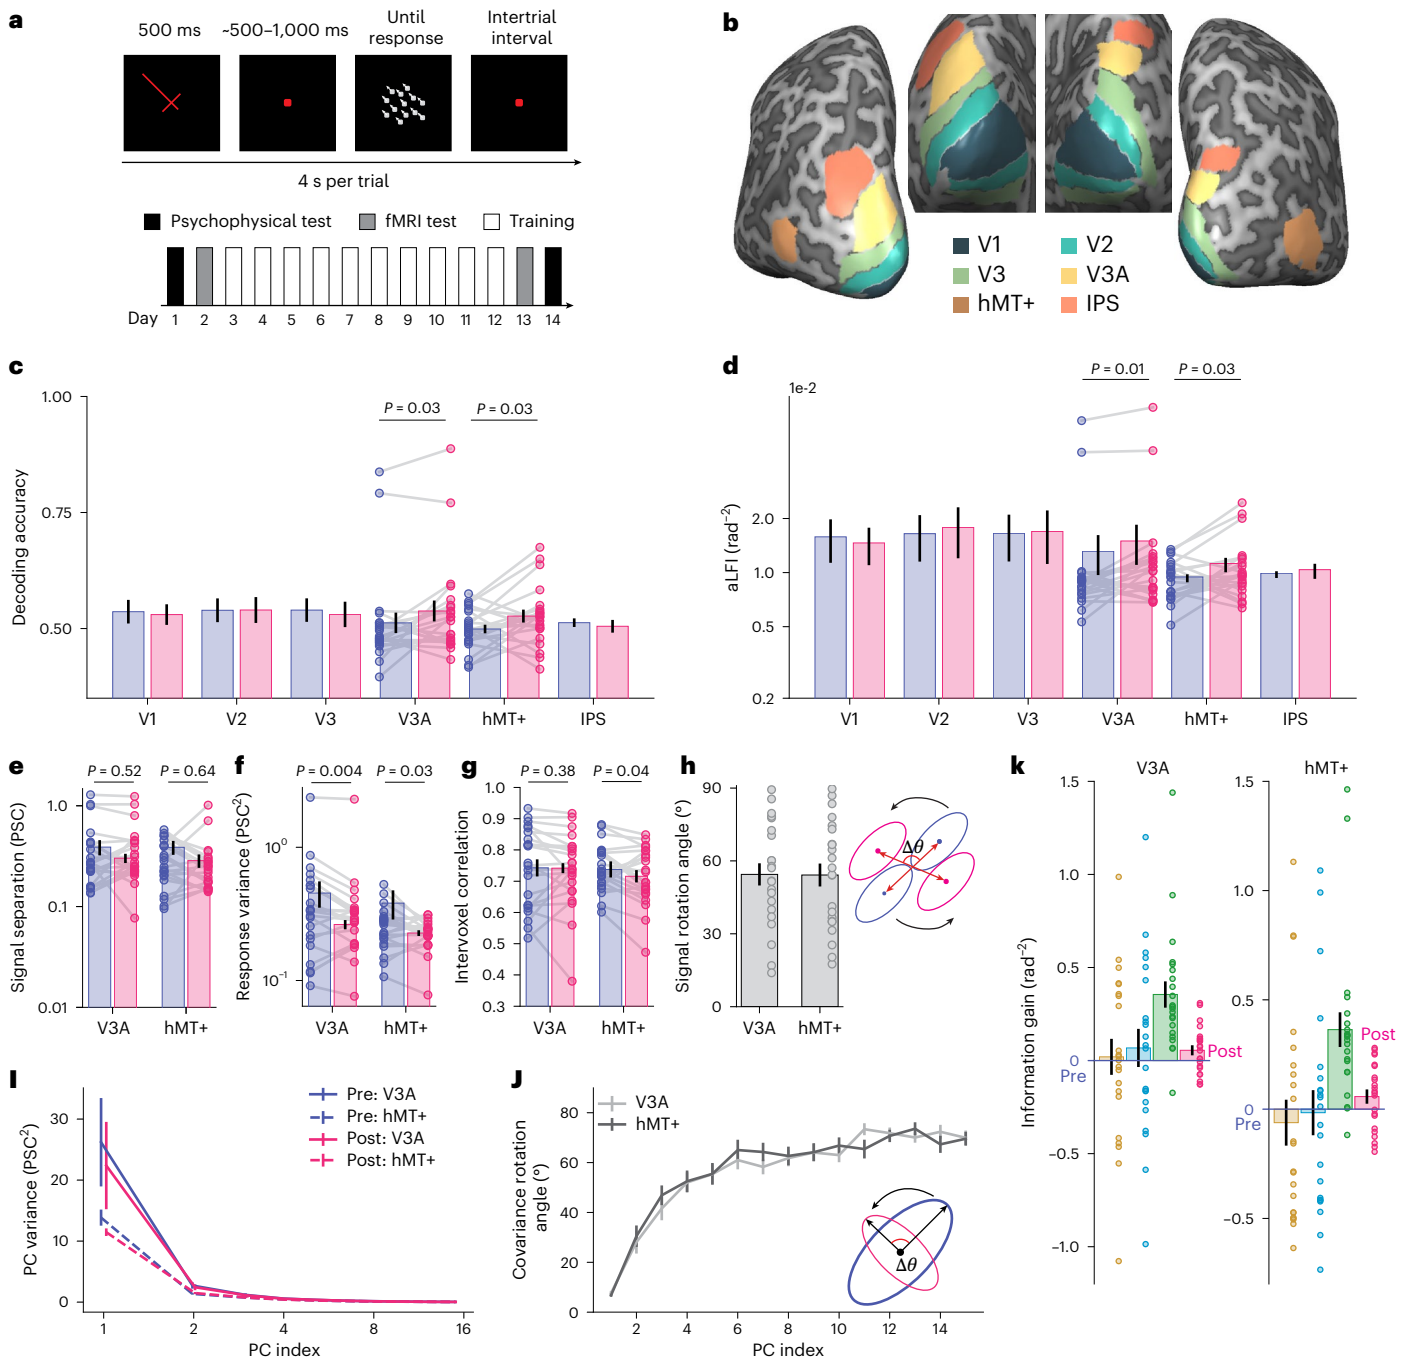 a
500 ms
~500–1,000 ms
Until
response
Intertrial
interval
4 s per trial
Psychophysical test
fMRI test
Training
Day 1 2 3 4 5 6 7 8 9 10 11 12 13 14
b
V1
V2
V3
V3A
hMT+
IPS
c
Decoding accuracy
1.00
0.75
0.50
P = 0.03
P = 0.03
V1 V2 V3 V3A hMT+ IPS
d
aLFI (rad⁻²)
1e-2
2.0
1.0
0.5
0.2
P = 0.01
P = 0.03
V1 V2 V3 V3A hMT+ IPS
e
Signal separation (PSC)
1.0
0.1
0.01
P = 0.52
P = 0.64
V3A hMT+
f
Response variance (PSC²)
10⁰
10⁻¹
P = 0.004
P = 0.03
V3A hMT+
g
Intervoxel correlation
1.0
0.9
0.8
0.7
0.6
0.5
0.4
0.3
P = 0.38
P = 0.04
V3A hMT+
h
Signal rotation angle (°)
90
60
30
0
V3A hMT+
Δθ
k
Information gain (rad⁻²)
V3A
1.5
1.0
0.5
0
−0.5
−1.0
Pre
Post
hMT+
1.5
1.0
0.5
0
−0.5
Pre
Post
I
PC variance (PSC²)
30
20
10
0
1 2 4 8 16
PC index
Pre: V3A
Pre: hMT+
Post: V3A
Post: hMT+
J
Covariance rotation
angle (°)
80
60
40
20
0
2 4 6 8 10 12 14
PC index
V3A
hMT+
Δθ